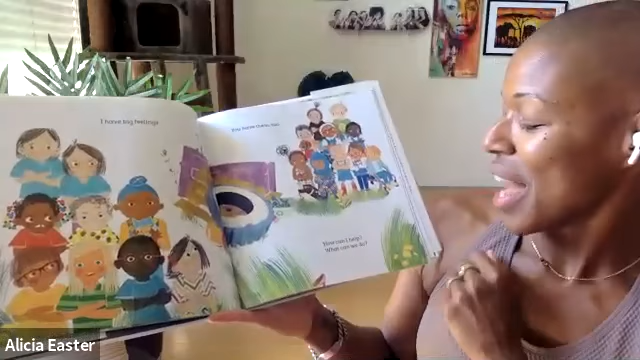 I have big feelings.
How can I help?
What can we do?
Alicia Easter